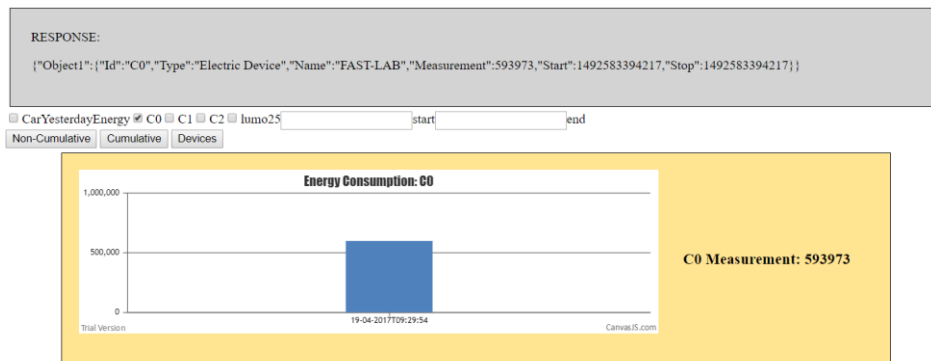 RESPONSE:
{"Object1":{"Id":"C0","Type":"Electric Device","Name":"FAST-LAB","Measurement":593973,"Start":1492583394217,"Stop":1492583394217}}
CarYesterdayEnergy C0 C1 C2 lumo25 start end
Non-Cumulative Cumulative Devices
Energy Consumption: C0
1,000,000
500,000
C0 Measurement: 593973
0
19-04-2017T09:29:54
Trial Version CanvasJS.com